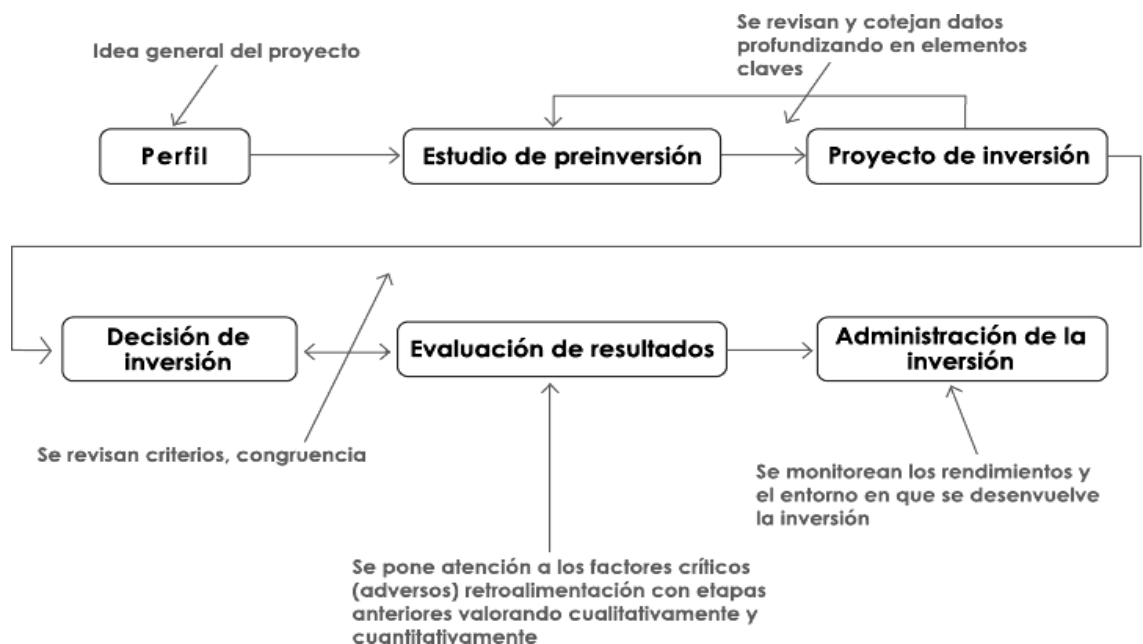 Idea general del proyecto
Se revisan y cotejan datos
profundizando en elementos
claves
Perfil
Estudio de preinversión
Proyecto de inversión
Decisión de
inversión
Evaluación de resultados
Administración de la
inversión
Se revisan criterios, congruencia
Se monitorean los rendimientos y
el entorno en que se desenvuelve
la inversión
Se pone atención a los factores críticos
(adversos) retroalimentación con etapas
anteriores valorando cualitativamente y
cuantitativamente